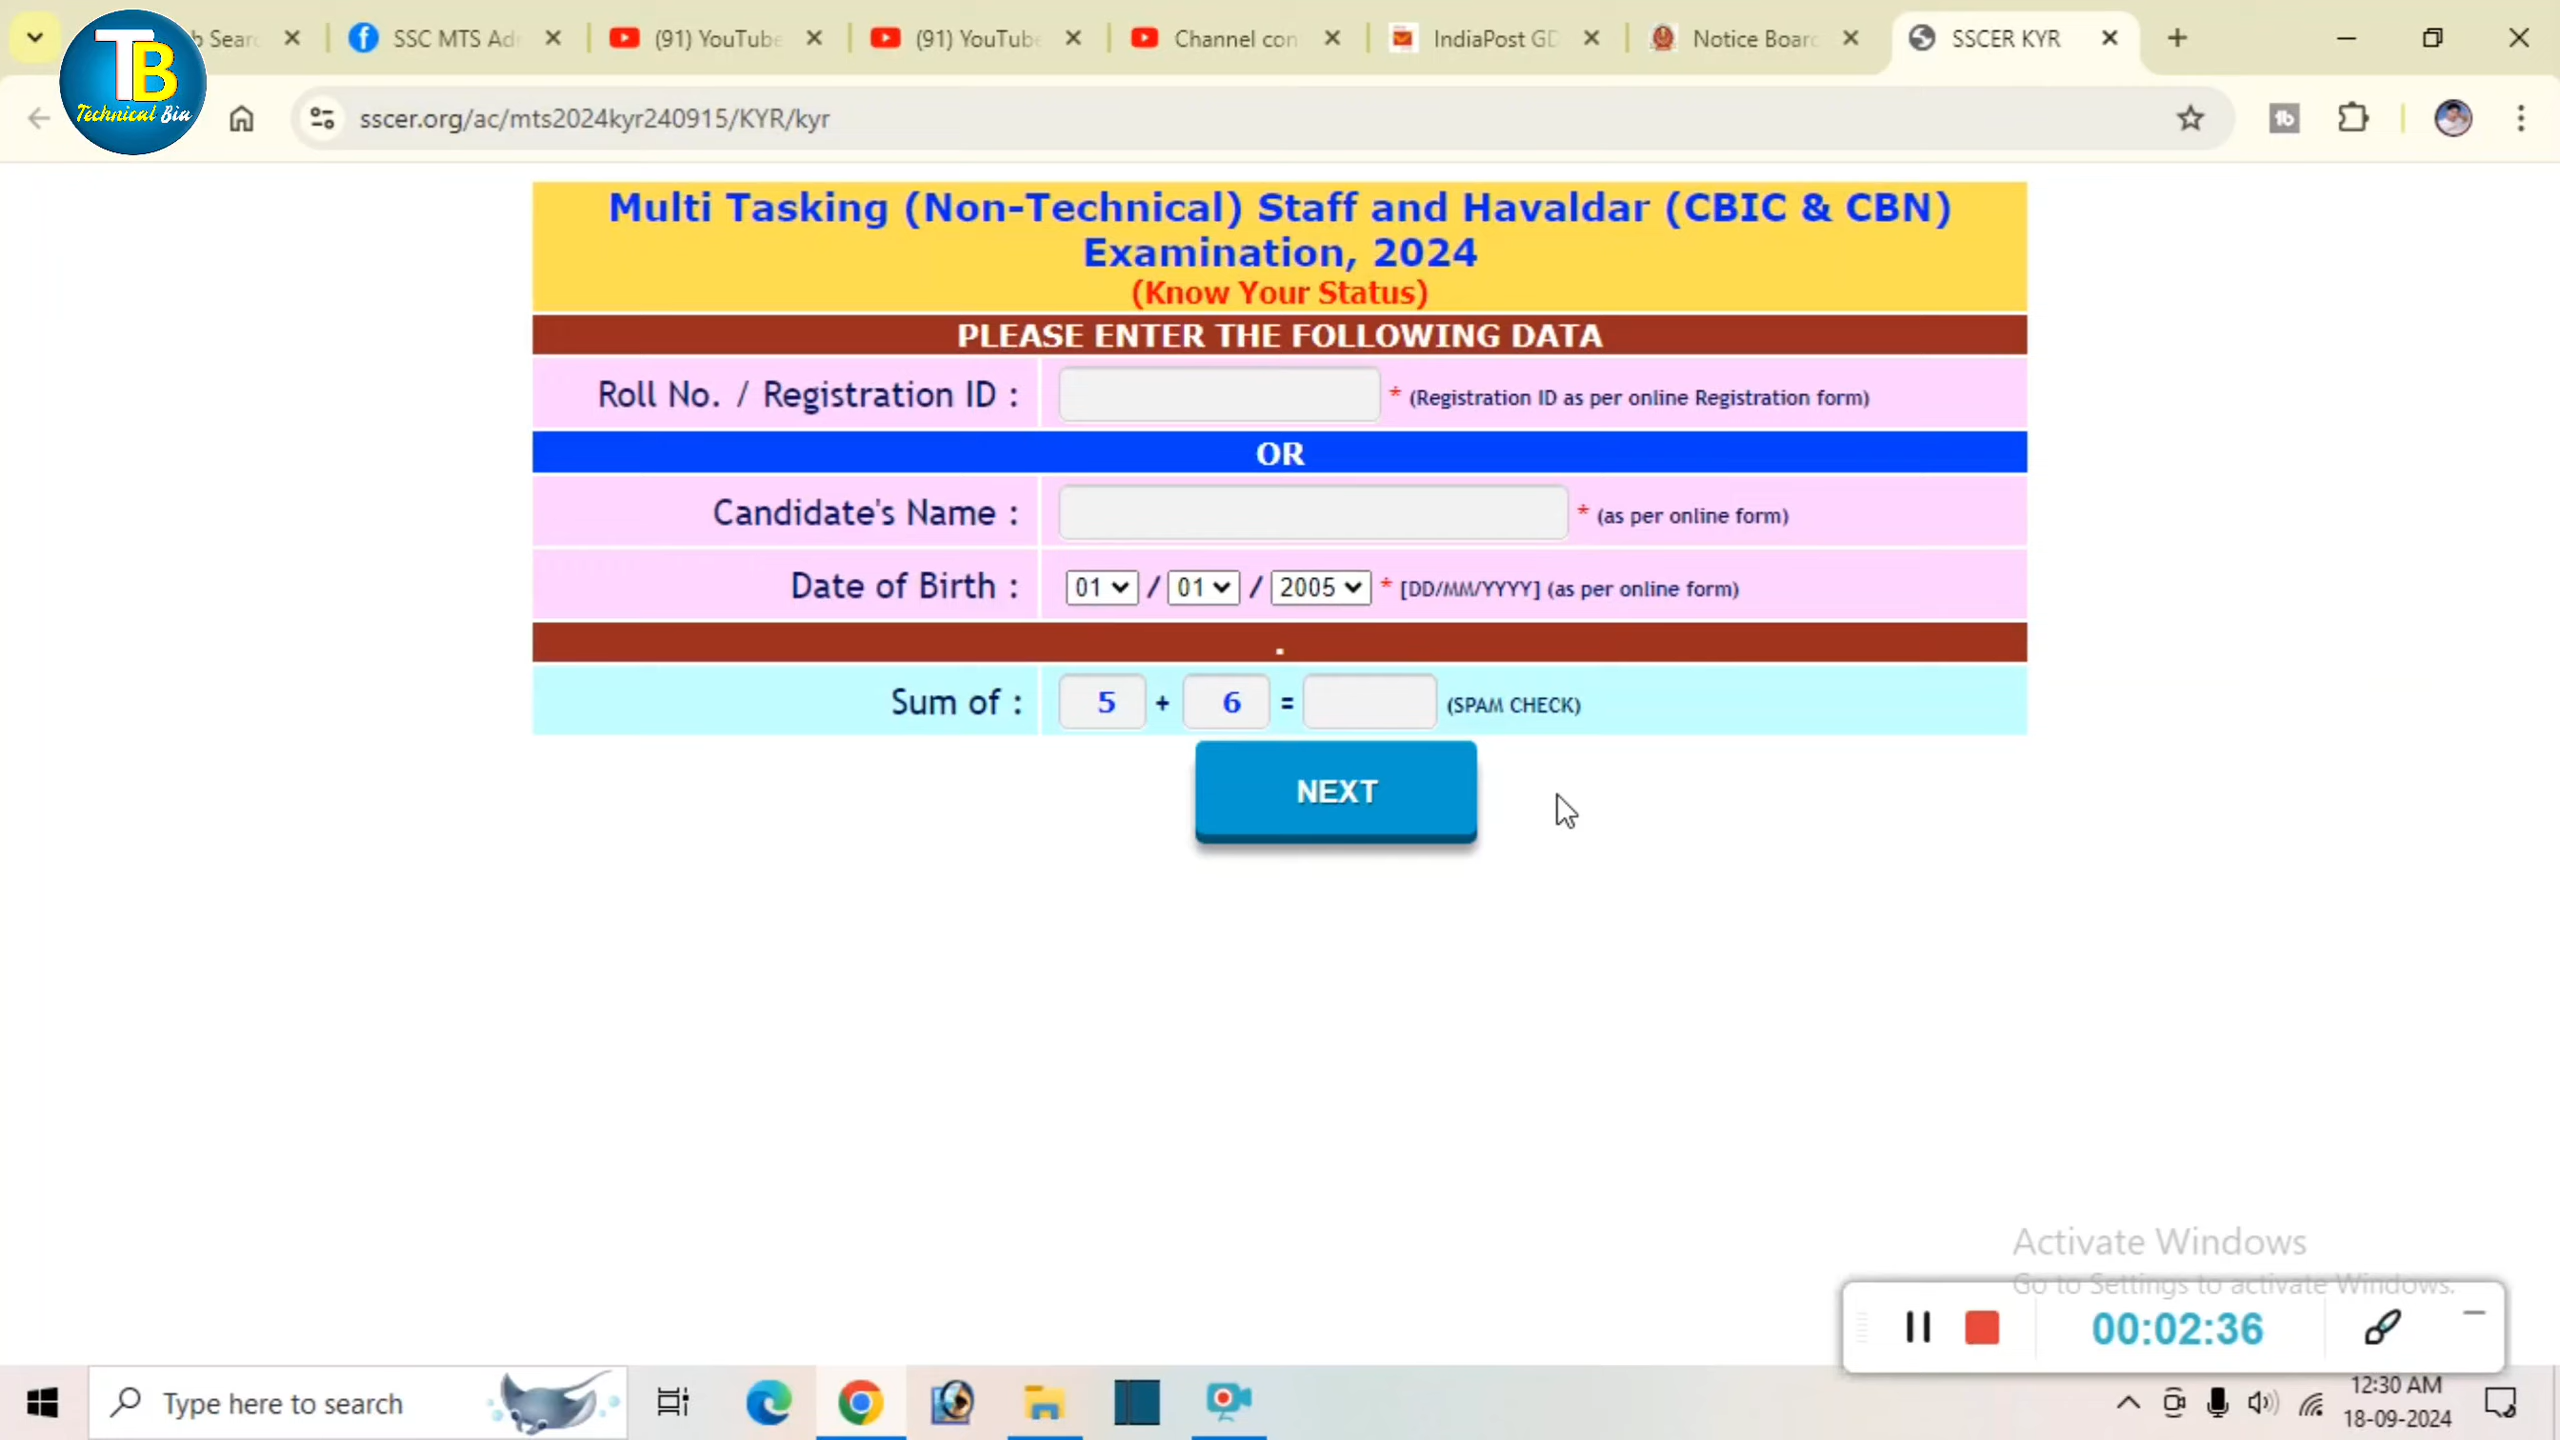 b Sear
SSC MTS Ad
(91) YouTube
(91) YouTube
Channel con
IndiaPost GD
Notice Boar
SSCER KYR
TB
Technical Bia
sscer.org/ac/mts2024kyr240915/KYR/kyr
Multi Tasking (Non-Technical) Staff and Havaldar (CBIC & CBN)
Examination, 2024
(Know Your Status)
PLEASE ENTER THE FOLLOWING DATA
Roll No. / Registration ID : * (Registration ID as per online Registration form)
OR
Candidate's Name : * (as per online form)
Date of Birth : 01 / 01 / 2005 * [DD/MM/YYYY] (as per online form)
.
Sum of : 5 + 6 = (SPAM CHECK)
NEXT
Activate Windows
Go to Settings to activate Windows.
00:02:36
Type here to search
12:30 AM
18-09-2024